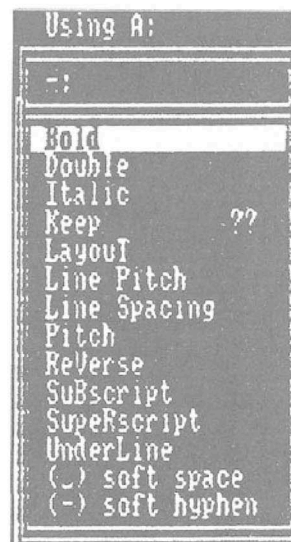 Using A:
-:
Bold
Double
Italic
Keep ??
LayouT
Line Pitch
Line Spacing
Pitch
ReVerse
SuBscript
SupeRscript
UnderLine
(⎵) soft space
(-) soft hyphen